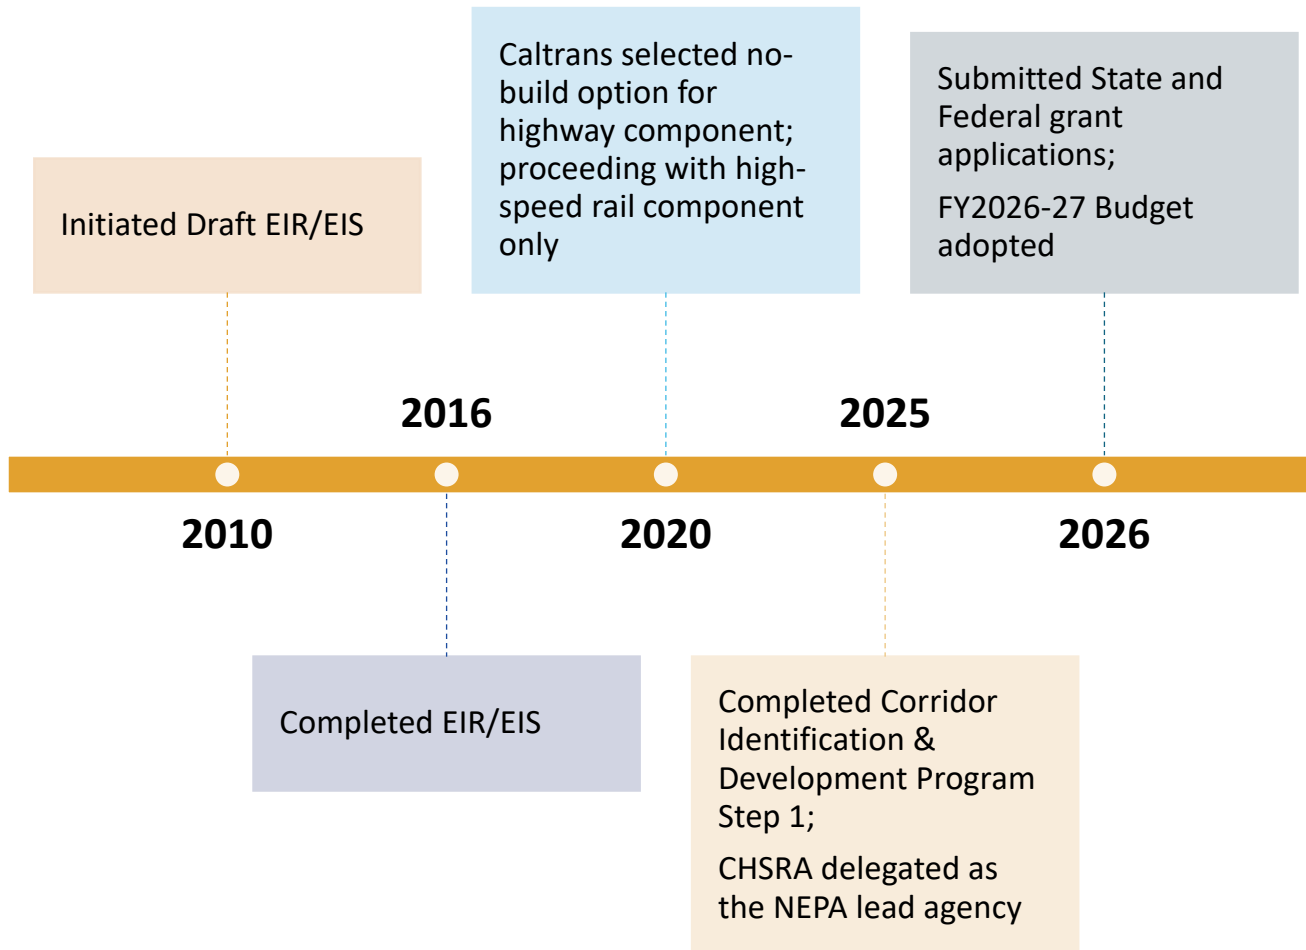 Caltrans selected no-
build option for
highway component;
proceeding with high-
speed rail component
only
Submitted State and
Federal grant
applications;
FY2026-27 Budget
adopted
Initiated Draft EIR/EIS
2016
2025
2010
2020
2026
Completed EIR/EIS
Completed Corridor
Identification &
Development Program
Step 1;
CHSRA delegated as
the NEPA lead agency